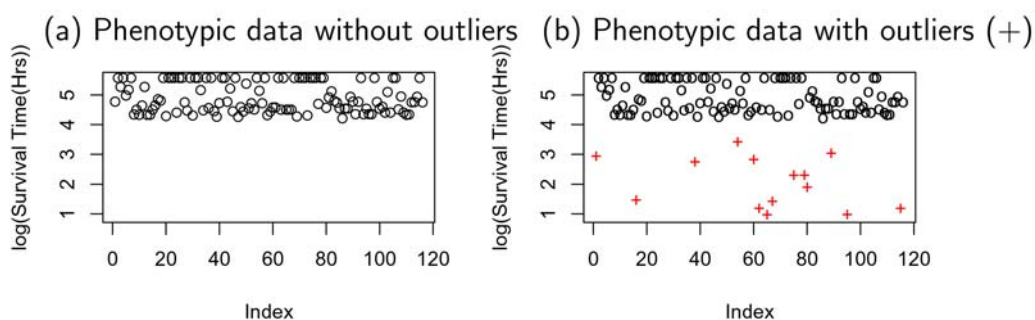 (a) Phenotypic data without outliers
log(Survival Time(Hrs))
5
4
3
2
1
0 20 40 60 80 100 120
Index
(b) Phenotypic data with outliers (+)
log(Survival Time(Hrs))
5
4
3
2
1
0 20 40 60 80 100 120
Index